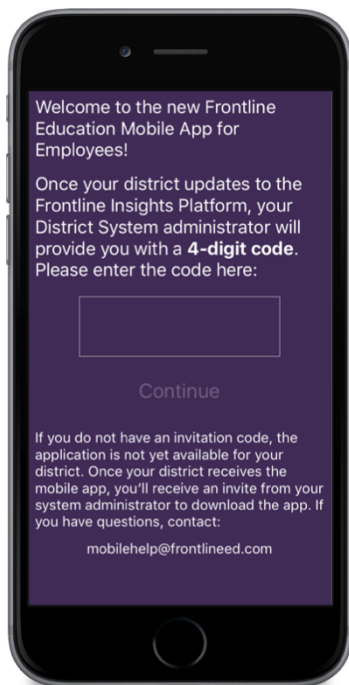 Welcome to the new Frontline
Education Mobile App for
Employees!
Once your district updates to the
Frontline Insights Platform, your
District System administrator will
provide you with a 4-digit code.
Please enter the code here:
Continue
If you do not have an invitation code, the
application is not yet available for your
district. Once your district receives the
mobile app, you'll receive an invite from your
system administrator to download the app. If
you have questions, contact:
mobilehelp@frontlineed.com